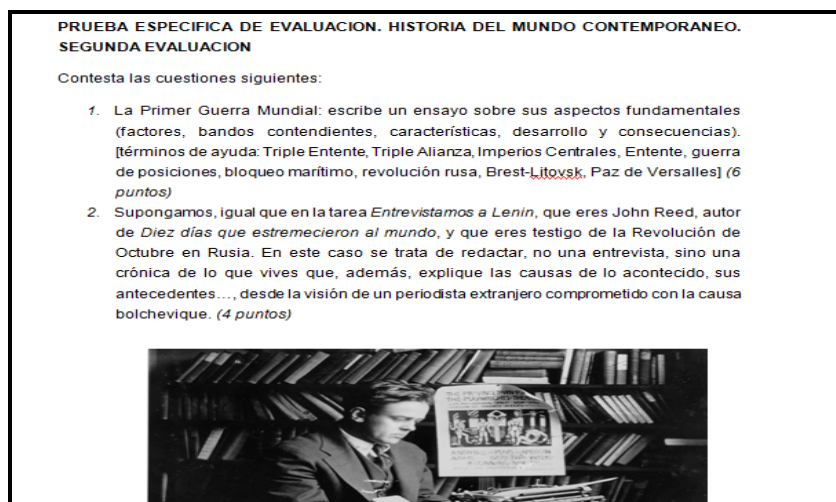 PRUEBA ESPECIFICA DE EVALUACION. HISTORIA DEL MUNDO CONTEMPORANEO.
SEGUNDA EVALUACION
Contesta las cuestiones siguientes:
1. La Primer Guerra Mundial: escribe un ensayo sobre sus aspectos fundamentales
(factores, bandos contendientes, características, desarrollo y consecuencias).
[términos de ayuda: Triple Entente, Triple Alianza, Imperios Centrales, Entente, guerra
de posiciones, bloqueo marítimo, revolución rusa, Brest-Litovsk, Paz de Versalles] (6
puntos)
2. Supongamos, igual que en la tarea Entrevistamos a Lenin, que eres John Reed, autor
de Diez días que estremecieron al mundo, y que eres testigo de la Revolución de
Octubre en Rusia. En este caso se trata de redactar, no una entrevista, sino una
crónica de lo que vives que, además, explique las causas de lo acontecido, sus
antecedentes…, desde la visión de un periodista extranjero comprometido con la causa
bolchevique. (4 puntos)